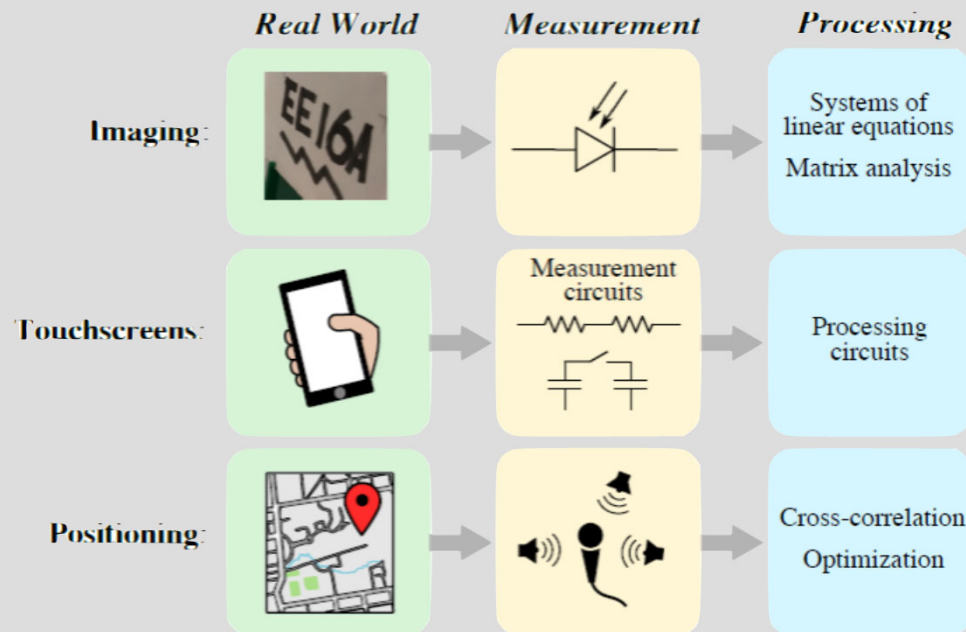 Real World
Measurement
Processing
Imaging:
EE16A
Systems of
linear equations
Matrix analysis
Touchscreens:
Measurement
circuits
Processing
circuits
Positioning:
Cross-correlation
Optimization